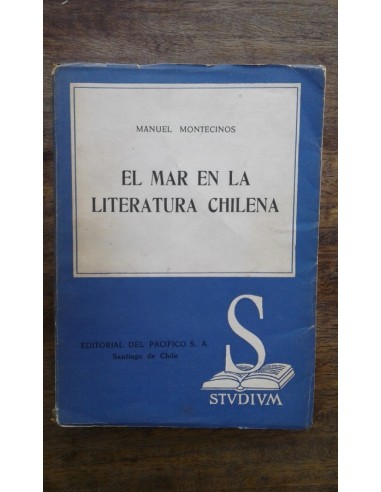 MANUEL MONTECINOS
EL MAR EN LA
LITERATURA CHILENA
EDITORIAL DEL PACIFICO S. A.
Santiago de Chile
S
STVDIVM